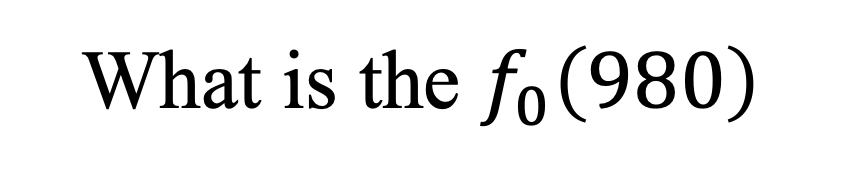 What is the f₀(980)